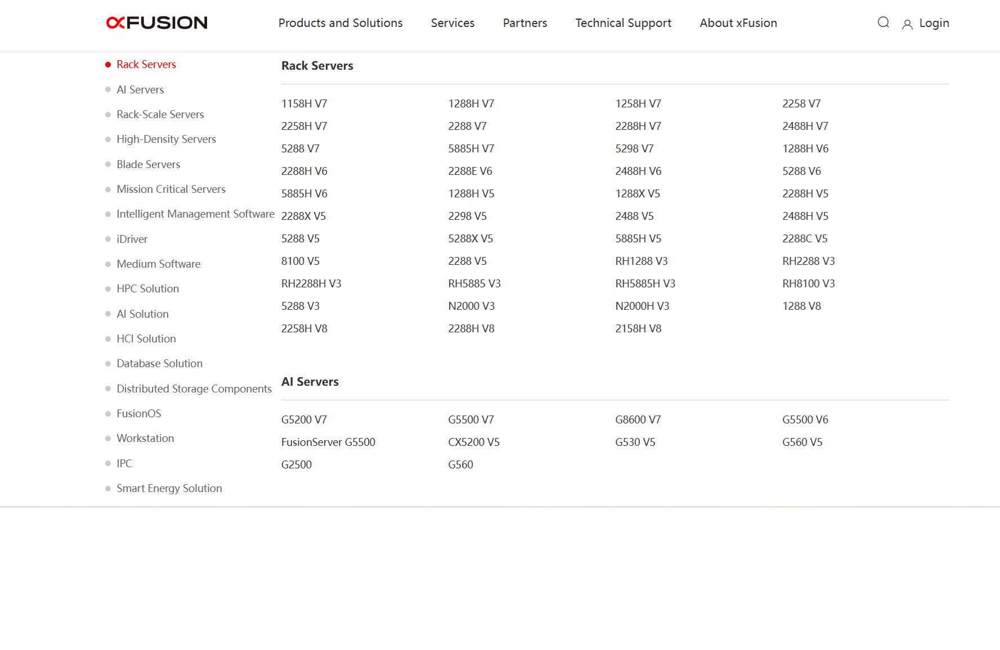 XFUSION Products and Solutions Services Partners Technical Support About xFusion Login
Rack Servers
AI Servers
Rack-Scale Servers
High-Density Servers
Blade Servers
Mission Critical Servers
Intelligent Management Software
iDriver
Medium Software
HPC Solution
AI Solution
HCI Solution
Database Solution
Distributed Storage Components
FusionOS
Workstation
IPC
Smart Energy Solution
Rack Servers
1158H V7 1288H V7 1258H V7 2258 V7
2258H V7 2288 V7 2288H V7 2488H V7
5288 V7 5885H V7 5298 V7 1288H V6
2288H V6 2288E V6 2488H V6 5288 V6
5885H V6 1288H V5 1288X V5 2288H V5
2288X V5 2298 V5 2488 V5 2488H V5
5288 V5 5288X V5 5885H V5 2288C V5
8100 V5 2288 V5 RH1288 V3 RH2288 V3
RH2288H V3 RH5885 V3 RH5885H V3 RH8100 V3
5288 V3 N2000 V3 N2000H V3 1288 V8
2258H V8 2288H V8 2158H V8
AI Servers
G5200 V7 G5500 V7 G8600 V7 G5500 V6
FusionServer G5500 CX5200 V5 G530 V5 G560 V5
G2500 G560